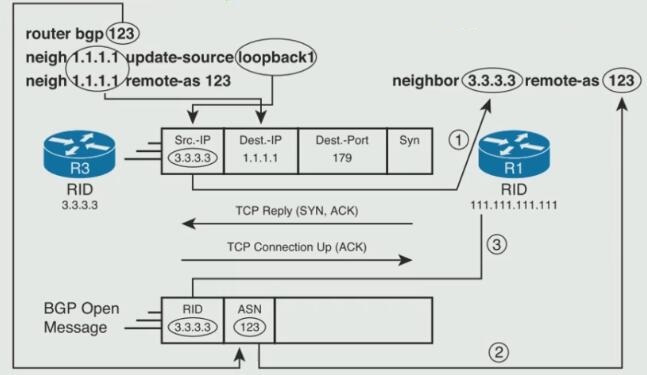 router bgp 123
neigh 1.1.1.1 update-source loopback1
neigh 1.1.1.1 remote-as 123
neighbor 3.3.3.3 remote-as 123
Src.-IP Dest.-IP Dest.-Port Syn
3.3.3.3 1.1.1.1 179
1
R3
RID
3.3.3.3
R1
RID
111.111.111.111
TCP Reply (SYN, ACK)
TCP Connection Up (ACK)
3
BGP Open
Message
RID ASN
3.3.3.3 123
2